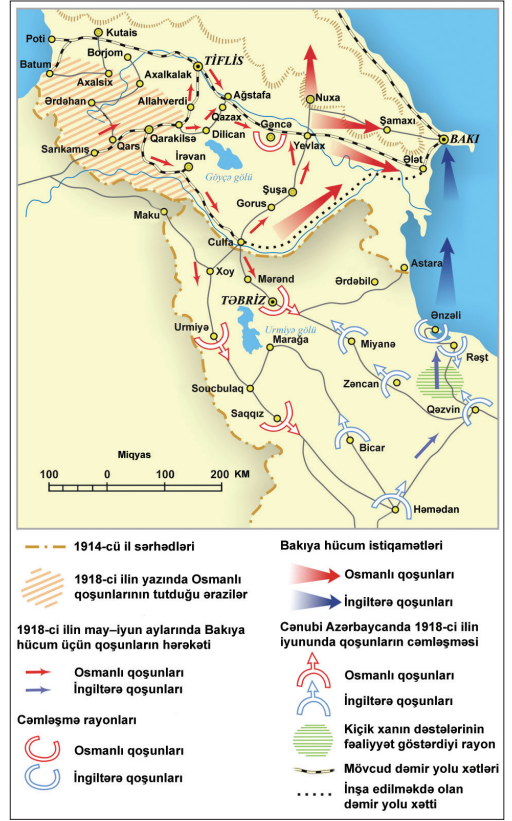 Kutais
Poti
Borjom
TİFLİS
Batum
Axalsix
Axalkalak
Ağstafa
Nuxa
Ərdəhan
Allahverdi
Qazax
Gəncə
Şamaxı
BAKI
Sarıkamış
Qars
Qarakilsə
Dilican
Yevlax
İrəvan
Göyçə gölü
Ələt
Şuşa
Gorus
Maku
Culfa
Astara
Xoy
Mərənd
Ərdəbil
TƏBRİZ
Ənzəli
Urmiyə
Urmiyə gölü
Miyanə
Rəşt
Marağa
Zəncan
Soucbulaq
Qəzvin
Saqqız
Bicar
Miqyas
100 0 100 200 KM
Həmədan
1914-cü il sərhədləri
1918-ci ilin yazında Osmanlı
qoşunlarının tutduğu ərazilər
1918-ci ilin may–iyun aylarında Bakıya
hücum üçün qoşunların hərəkəti
Osmanlı qoşunları
İngiltərə qoşunları
Cəmləşmə rayonları
Osmanlı qoşunları
İngiltərə qoşunları
Bakıya hücum istiqamətləri
Osmanlı qoşunları
İngiltərə qoşunları
Cənubi Azərbaycanda 1918-ci ilin
iyununda qoşunların cəmləşməsi
Osmanlı qoşunları
İngiltərə qoşunları
Kiçik xanın dəstələrinin
fəaliyyət göstərdiyi rayon
Mövcud dəmir yolu xətləri
İnşa edilməkdə olan
dəmir yolu xətti